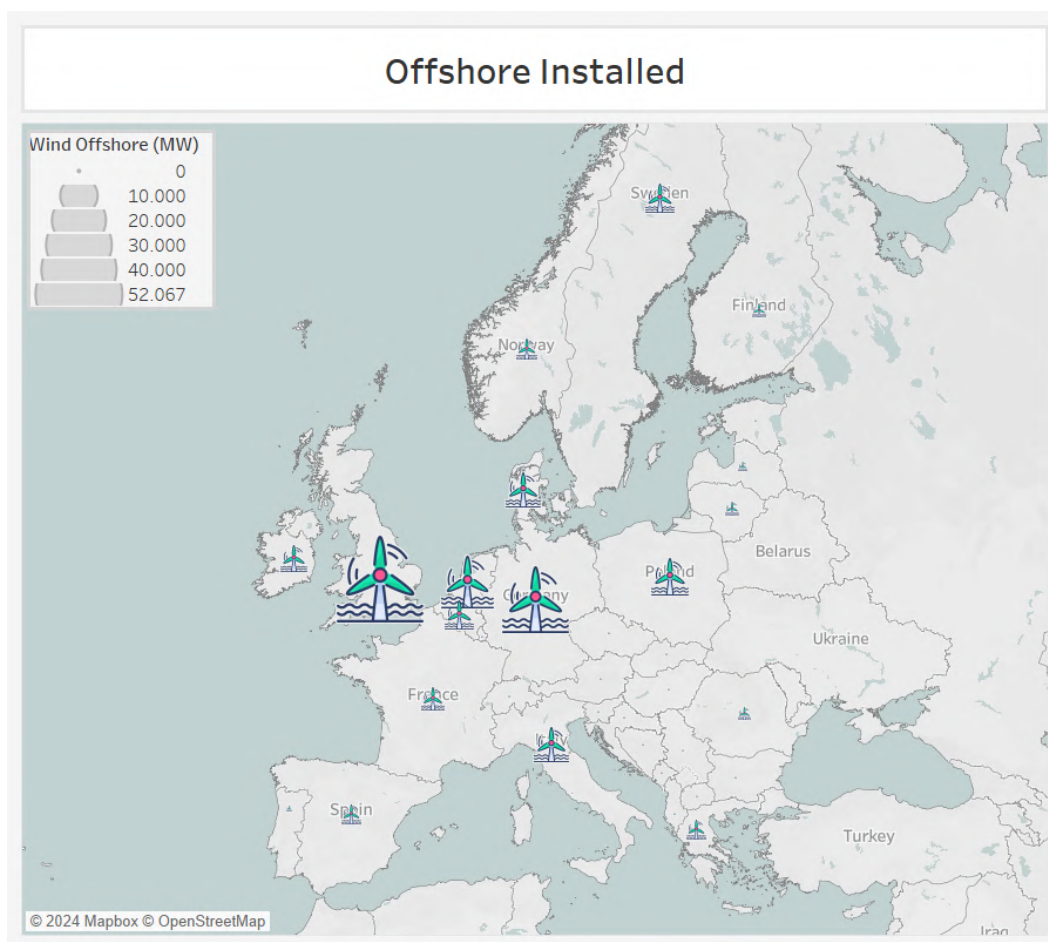 Offshore Installed
Wind Offshore (MW)
0
10.000
20.000
30.000
40.000
52.067
Sweden
Finland
Norway
Belarus
Poland
Germany
Ukraine
France
Italy
Spain
Turkey
Iraq
© 2024 Mapbox © OpenStreetMap